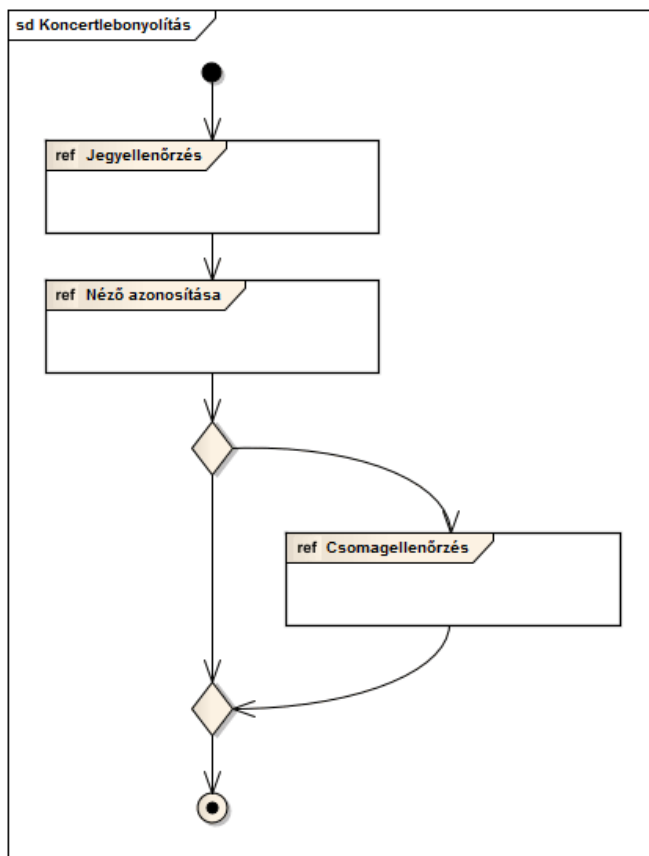 sd Koncertlebonyolítás
ref Jegyellenőrzés
ref Néző azonosítása
ref Csomagellenőrzés